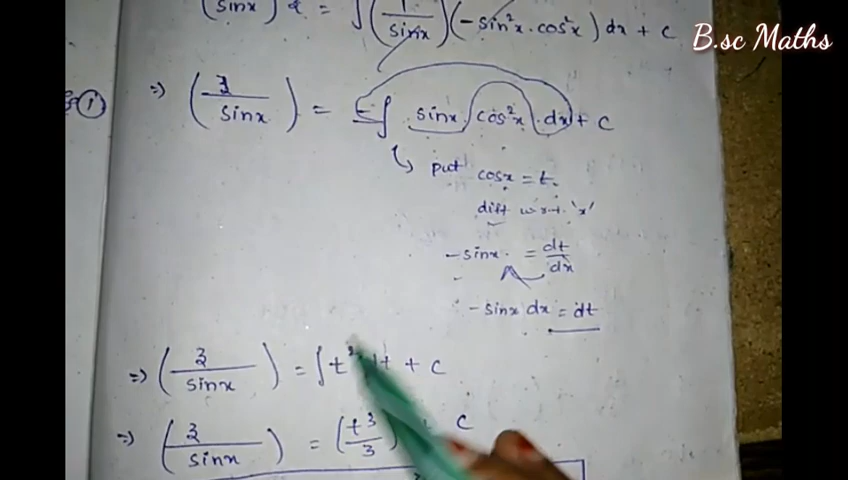 (sinx) = ∫(1/sinx)(-sin²x·cos²x) dx + C
B.sc Maths
①
=> (z/sinx) = -∫ sinx cos²x·dx + C
↳ put cosx = t.
diff w.r.t. 'x'
-sinx. = dt/dx
-sinx dx = dt
=> (z/sinx) = ∫t² dt + C
=> (z/sinx) = (t³/3) + C